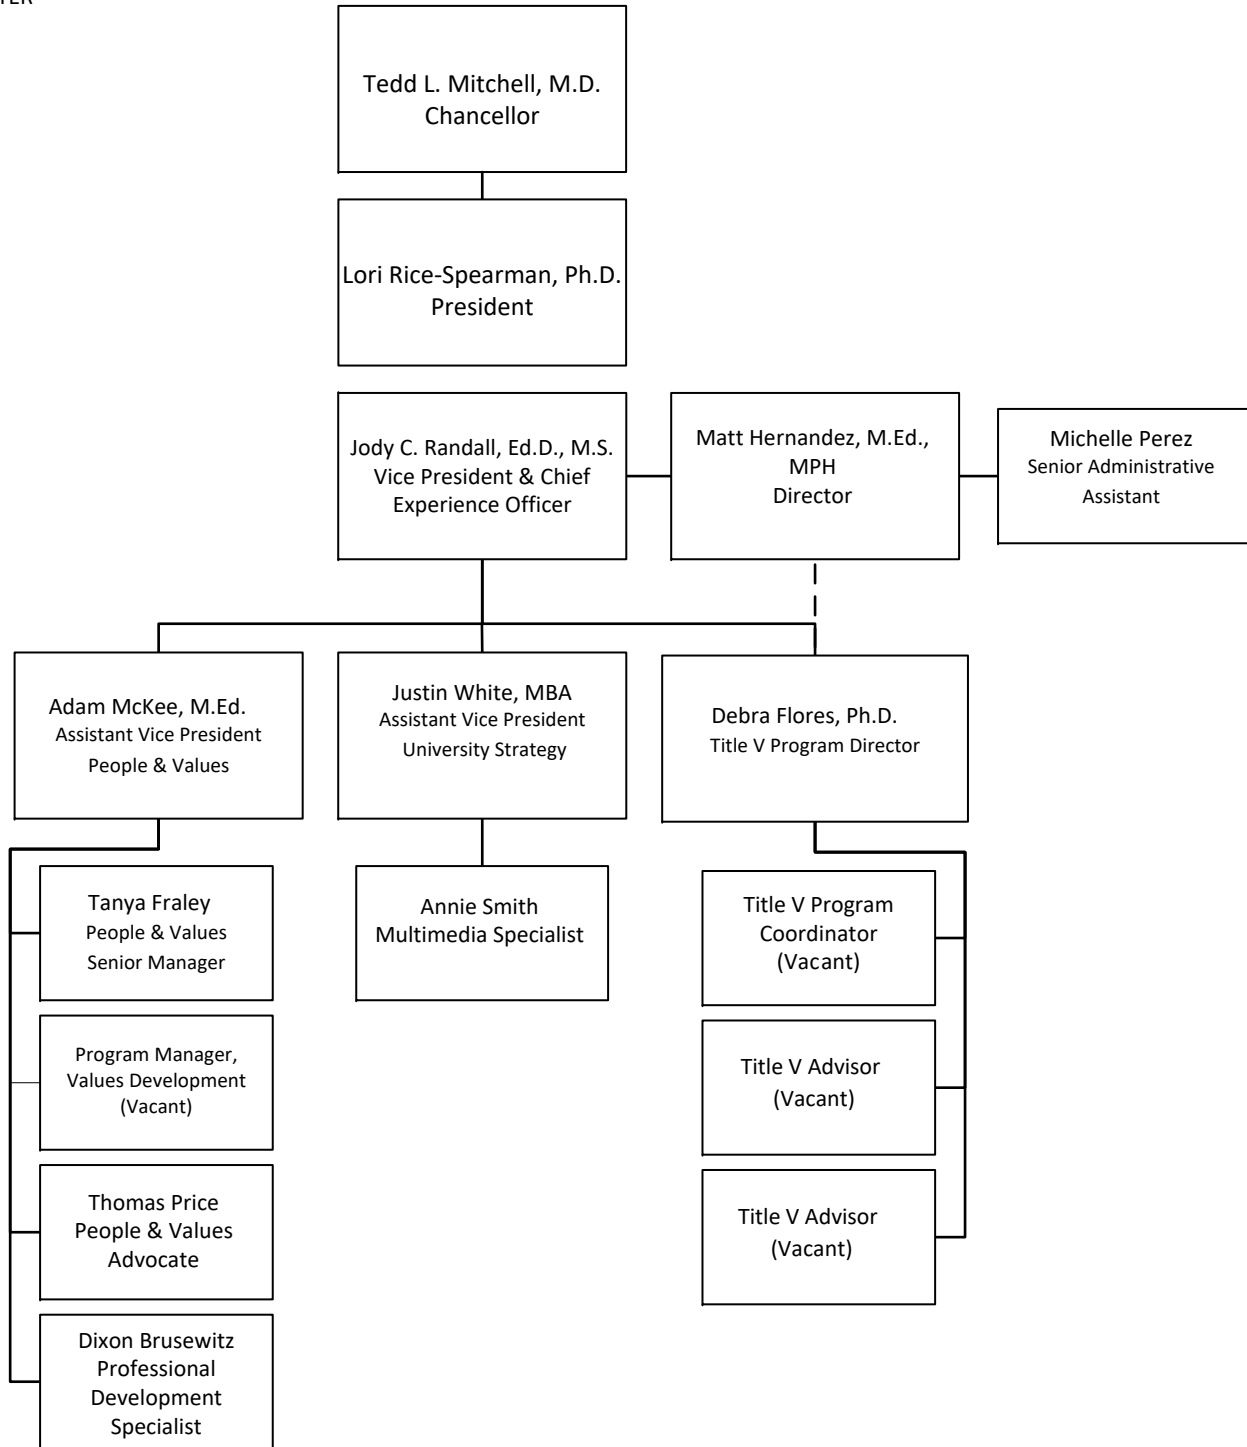 Tedd L. Mitchell, M.D.
Chancellor
Lori Rice-Spearman, Ph.D.
President
Jody C. Randall, Ed.D., M.S.
Vice President & Chief
Experience Officer
Matt Hernandez, M.Ed.,
MPH
Director
Michelle Perez
Senior Administrative
Assistant
Adam McKee, M.Ed.
Assistant Vice President
People & Values
Justin White, MBA
Assistant Vice President
University Strategy
Debra Flores, Ph.D.
Title V Program Director
Tanya Fraley
People & Values
Senior Manager
Program Manager,
Values Development
(Vacant)
Thomas Price
People & Values
Advocate
Dixon Brusewitz
Professional
Development
Specialist
Annie Smith
Multimedia Specialist
Title V Program
Coordinator
(Vacant)
Title V Advisor
(Vacant)
Title V Advisor
(Vacant)